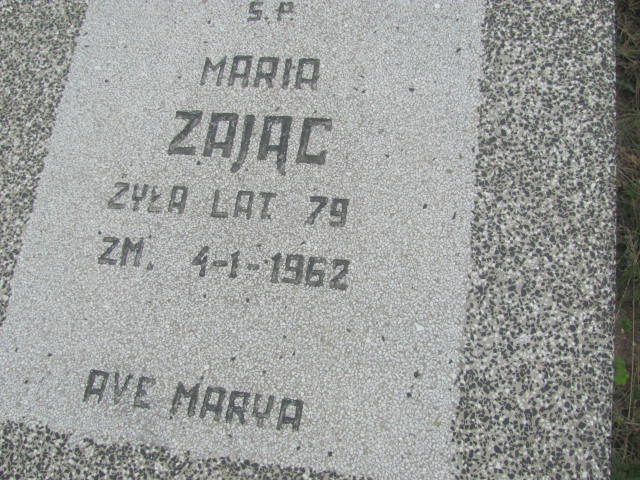 Ś.P.
MARIA
ZAJĄC
ŻYŁA LAT 79
ZM. 4-1-1962
AVE MARYA